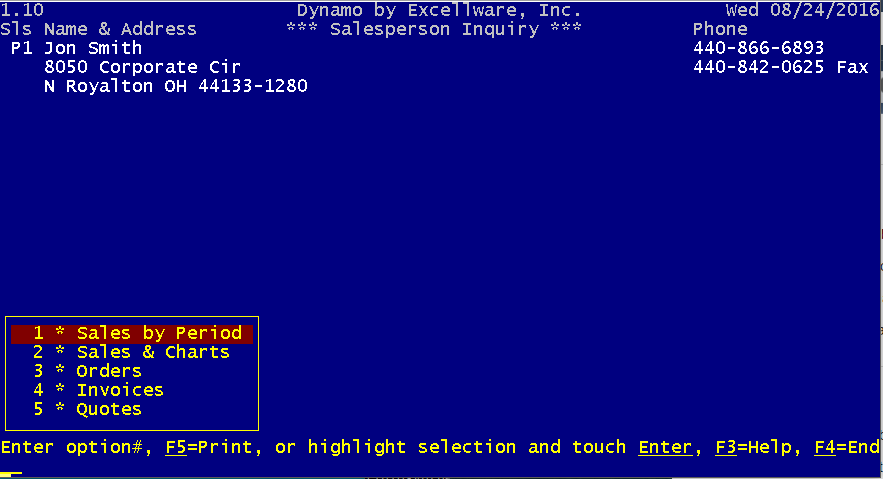 1.10 Dynamo by Excellware, Inc. Wed 08/24/2016
Sls Name & Address *** Salesperson Inquiry *** Phone
P1 Jon Smith 440-866-6893
8050 Corporate Cir 440-842-0625 Fax
N Royalton OH 44133-1280
1 * Sales by Period
2 * Sales & Charts
3 * Orders
4 * Invoices
5 * Quotes
Enter option#, F5=Print, or highlight selection and touch Enter, F3=Help, F4=End